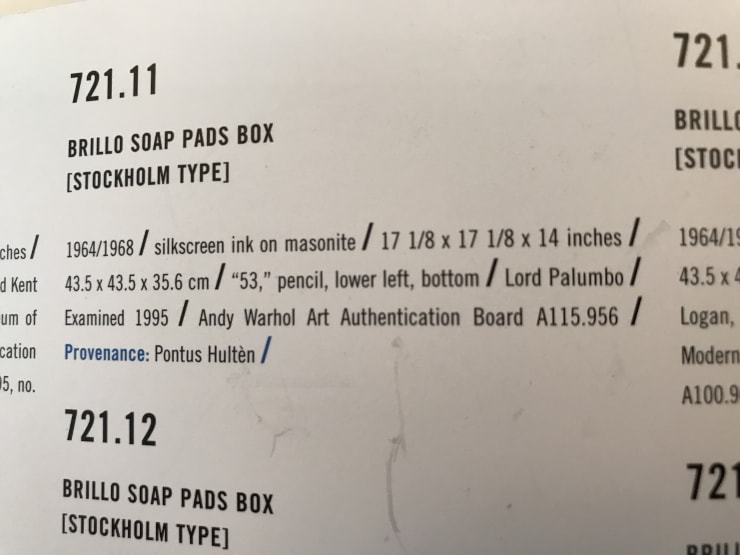 ches /
d Kent
um of
cation
5, no.
721.11
BRILLO SOAP PADS BOX
[STOCKHOLM TYPE]
1964/1968 / silkscreen ink on masonite / 17 1/8 x 17 1/8 x 14 inches /
43.5 x 43.5 x 35.6 cm / “53,” pencil, lower left, bottom / Lord Palumbo /
Examined 1995 / Andy Warhol Art Authentication Board A115.956 /
Provenance: Pontus Hultèn /
721.12
BRILLO SOAP PADS BOX
[STOCKHOLM TYPE]
721.
BRILLO
[STOC
1964/19
43.5 x 4
Logan,
Modern
A100.9
721